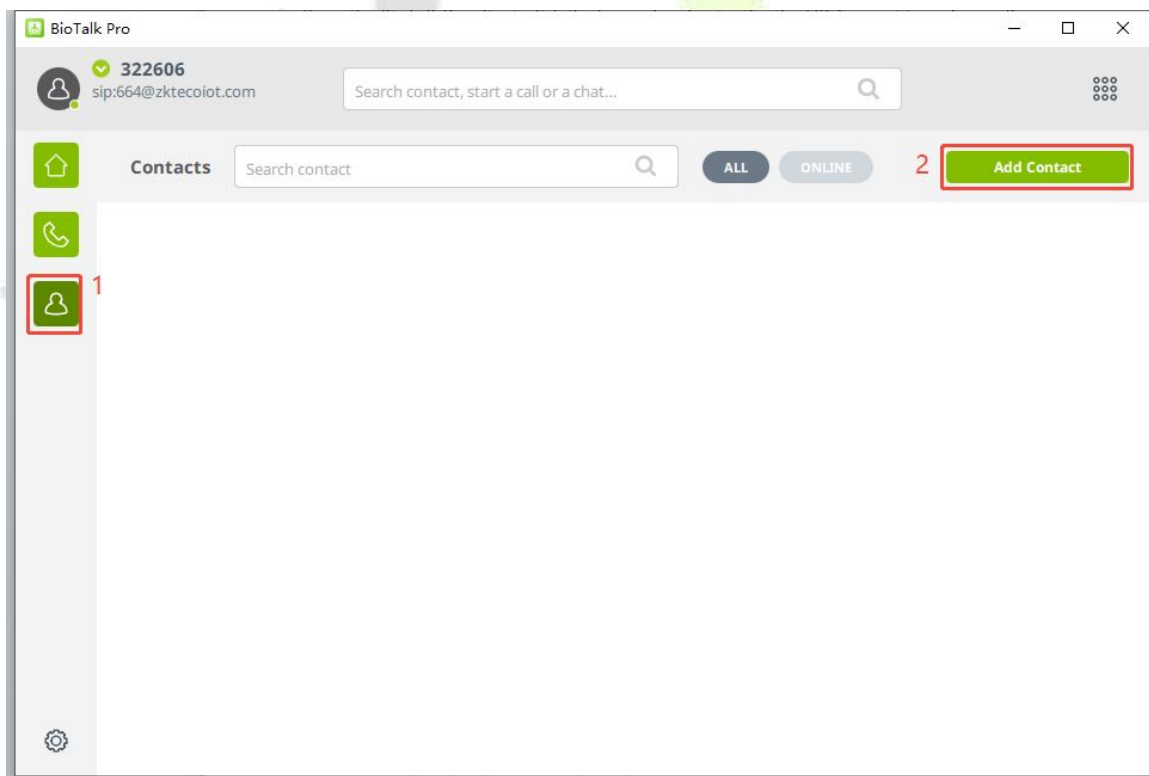 BioTalk Pro
322606
sip:664@zktecoiot.com
Search contact, start a call or a chat...
Contacts
Search contact
ALL
ONLINE
2
Add Contact
1